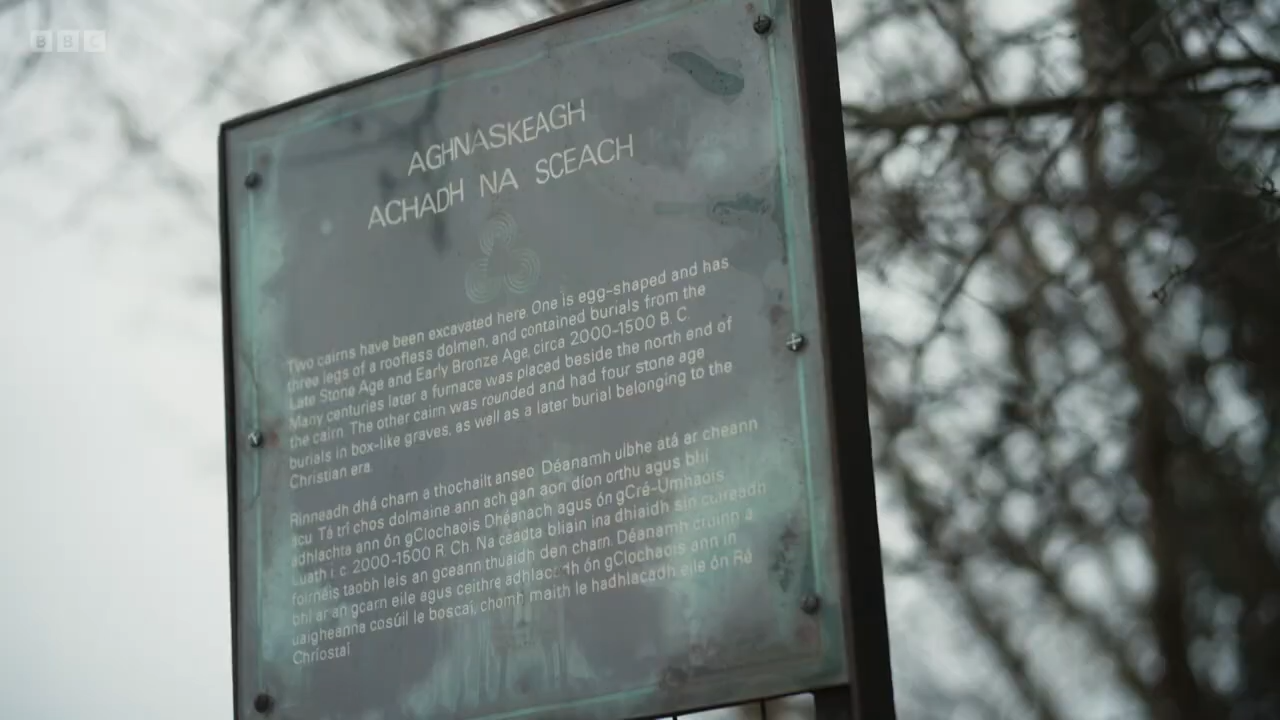 BBC
AGHNASKEAGH
ACHADH NA SCEACH
Two cairns have been excavated here. One is egg-shaped and has
three legs of a roofless dolmen, and contained burials from the
Late Stone Age and Early Bronze Age, circa 2000-1500 B. C.
Many centuries later a furnace was placed beside the north end of
the cairn. The other cairn was rounded and had four stone age
burials in box-like graves, as well as a later burial belonging to the
Christian era.
Rinneadh dhá charn a thochailt anseo. Déanamh uibhe atá ar cheann
acu. Tá trí chos dolmaine ann ach gan aon díon orthu agus bhí
adhlachta ann ón gClochaois Dhéanach agus ón gCré-Umhaois
Luath i. c. 2000-1500 R. Ch. Na céadta bliain ina dhiaidh sin cuireadh
foirnéis taobh leis an gceann thuaidh den charn. Déanamh cruinn a
bhí ar an gcarn eile agus ceithre adhlacadh ón gClochaois ann in
uaigheanna cosúil le boscaí, chomh maith le hadhlacadh eile ón Ré
Chríostaí